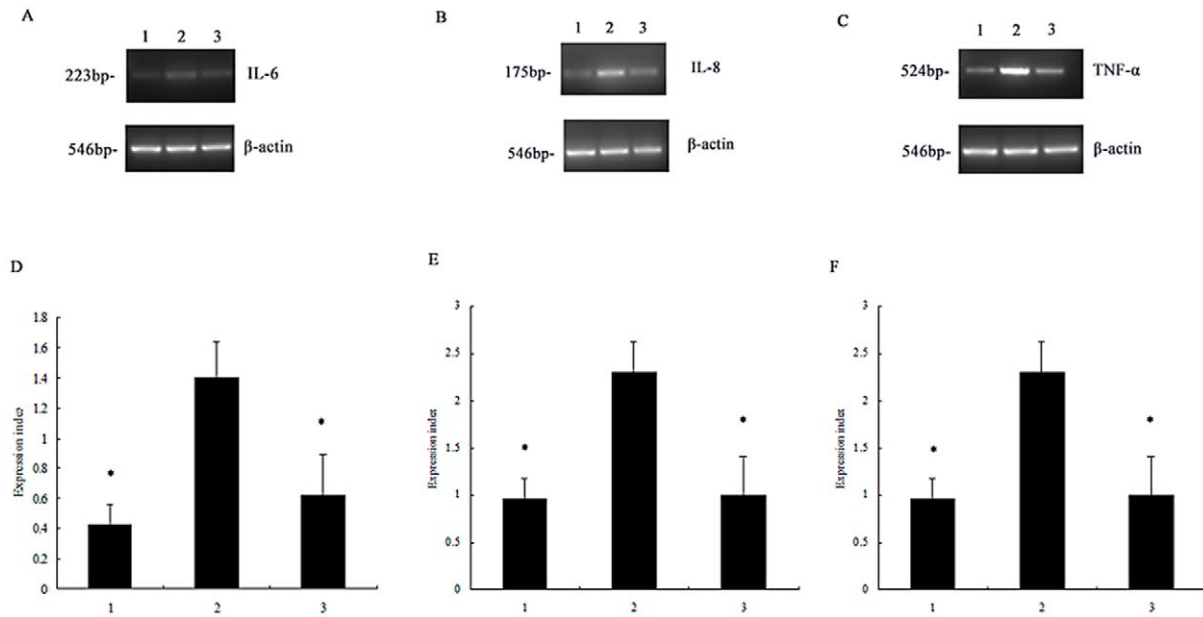 A
1 2 3
223bp- IL-6
546bp- β-actin
B
1 2 3
175bp- IL-8
546bp- β-actin
C
1 2 3
524bp- TNF-α
546bp- β-actin
D
Expression index
1.8
1.6
1.4
1.2
1
0.8
0.6
0.4
0.2
0
*
*
1 2 3
E
Expression index
3
2.5
2
1.5
1
0.5
0
*
*
1 2 3
F
Expression index
3
2.5
2
1.5
1
0.5
0
*
*
1 2 3